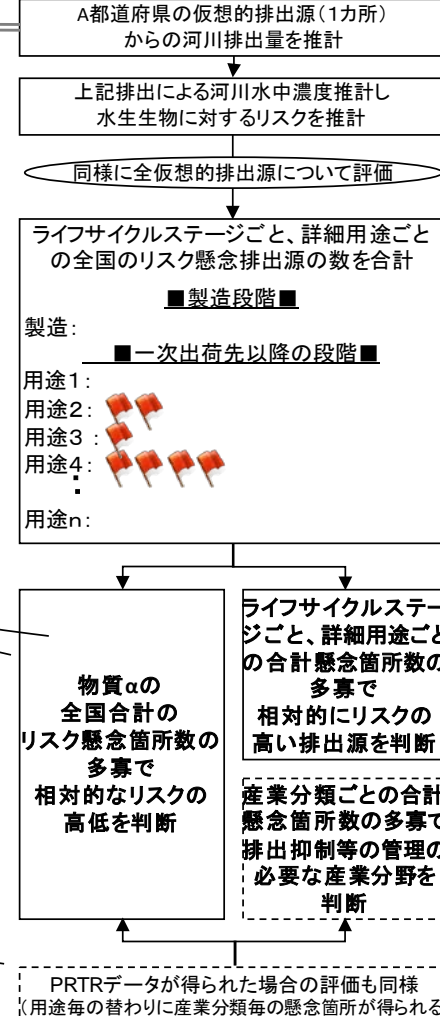 A都道府県の仮想的排出源（1カ所）
からの河川排出量を推計
上記排出による河川水中濃度推計し
水生生物に対するリスクを推計
同様に全仮想的排出源について評価
ライフサイクルステージごと、詳細用途ごと
の全国のリスク懸念排出源の数を合計
■製造段階■
製造：
■一次出荷先以降の段階■
用途1：
用途2：
用途3：
用途4：
：
用途n：
物質αの
全国合計の
リスク懸念箇所数の
多寡で
相対的なリスクの
高低を判断
ライフサイクルステー
ジごと、詳細用途ごと
の合計懸念箇所数の
多寡で
相対的にリスクの
高い排出源を判断
産業分類ごとの合計
懸念箇所数の多寡で
排出抑制等の管理の
必要な産業分野を
判断
PRTRデータが得られた場合の評価も同様
（用途毎の替わりに産業分類毎の懸念箇所が得られる